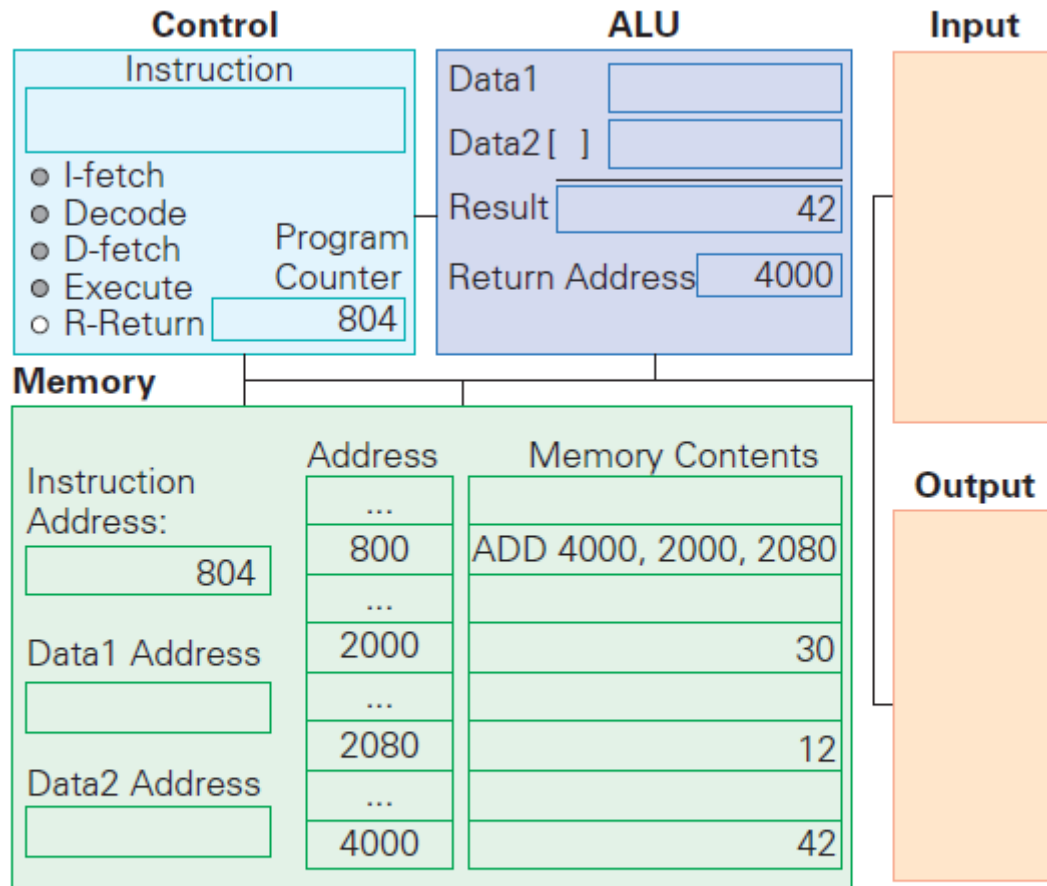 Control
Instruction
I-fetch
Decode
D-fetch
Execute
R-Return
Program
Counter
804
ALU
Data1
Data2 [ ]
Result 42
Return Address 4000
Input
Memory
Instruction
Address:
804
Data1 Address
Data2 Address
Address Memory Contents
...
800 ADD 4000, 2000, 2080
...
2000 30
...
2080 12
...
4000 42
Output